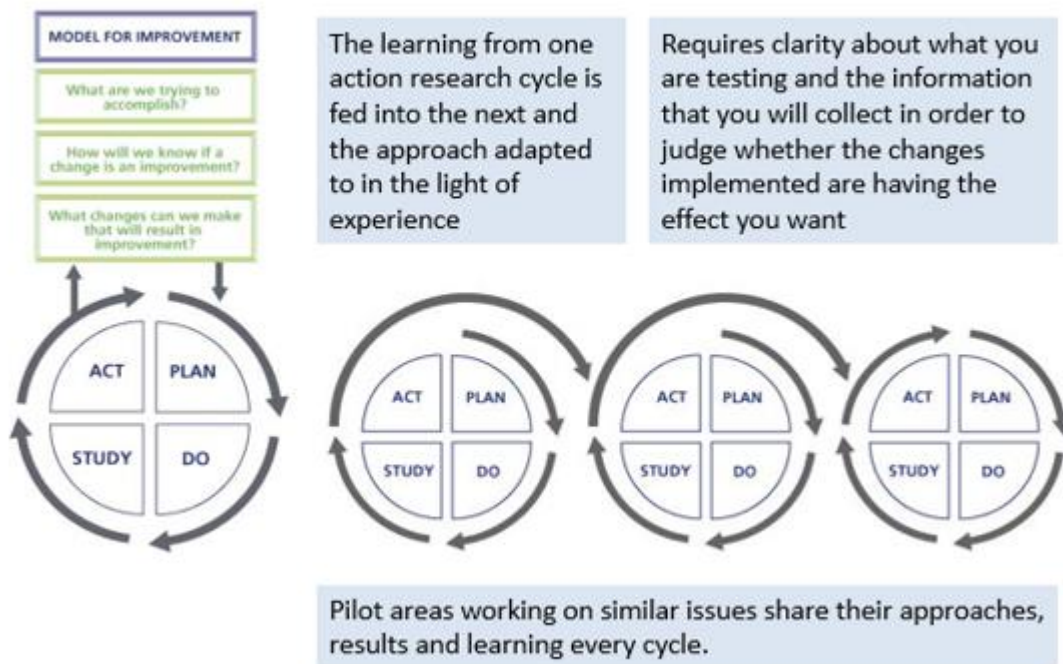 MODEL FOR IMPROVEMENT
What are we trying to
accomplish?
How will we know if a
change is an improvement?
What changes can we make
that will result in
improvement?
The learning from one
action research cycle is
fed into the next and
the approach adapted
to in the light of
experience
Requires clarity about what you
are testing and the information
that you will collect in order to
judge whether the changes
implemented are having the
effect you want
ACT
PLAN
STUDY
DO
ACT
PLAN
STUDY
DO
ACT
PLAN
STUDY
DO
ACT
PLAN
STUDY
DO
Pilot areas working on similar issues share their approaches,
results and learning every cycle.